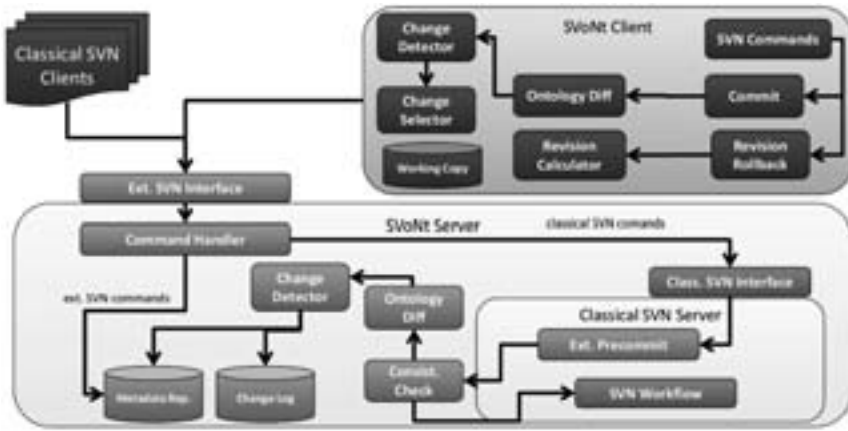 Classical SVN
Clients
SVoNt Client
Change
Detector
SVN Commands
Change
Selector
Ontology Diff
Commit
Revision
Calculator
Revision
Rollback
Working Copy
Ext. SVN Interface
SVoNt Server
classical SVN comands
Command Handler
ext. SVN commands
Change
Detector
Ontology
Diff
Class. SVN Interface
Classical SVN Server
Ext. Precommit
Consist.
Check
SVN Workflow
Metadata Rep.
Change Log